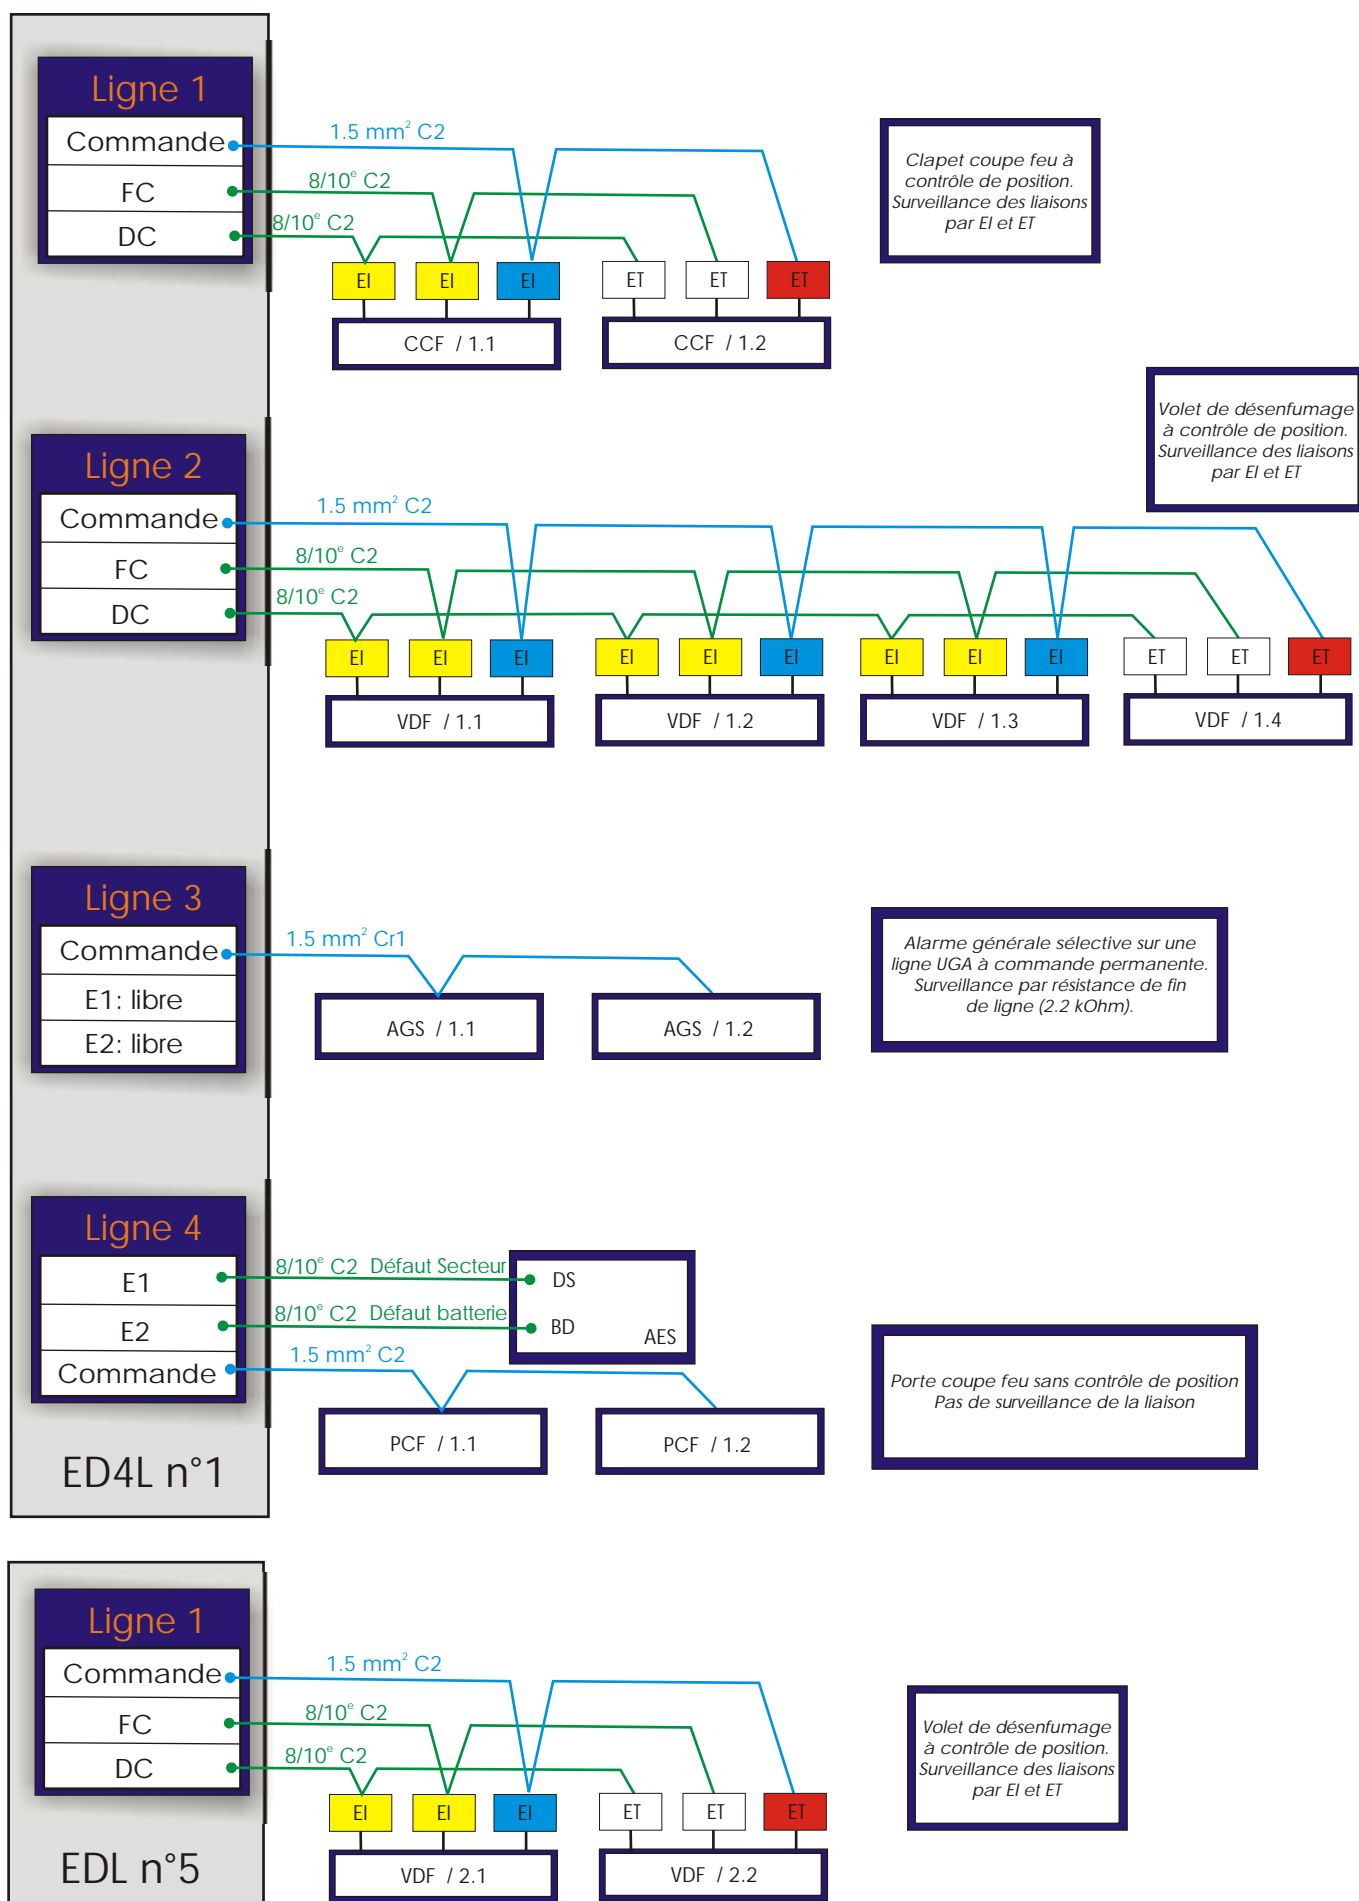 Ligne 1
Commande
FC
DC
1.5 mm² C2
8/10ᵉ C2
8/10ᵉ C2
EI
EI
EI
ET
ET
ET
CCF / 1.1
CCF / 1.2
Clapet coupe feu à
contrôle de position.
Surveillance des liaisons
par EI et ET
Volet de désenfumage
à contrôle de position.
Surveillance des liaisons
par EI et ET
Ligne 2
Commande
FC
DC
1.5 mm² C2
8/10ᵉ C2
8/10ᵉ C2
EI
EI
EI
EI
EI
EI
EI
EI
EI
ET
ET
ET
VDF / 1.1
VDF / 1.2
VDF / 1.3
VDF / 1.4
Ligne 3
Commande
E1: libre
E2: libre
1.5 mm² Cr1
AGS / 1.1
AGS / 1.2
Alarme générale sélective sur une
ligne UGA à commande permanente.
Surveillance par résistance de fin
de ligne (2.2 kOhm).
Ligne 4
E1
E2
Commande
8/10ᵉ C2 Défaut Secteur
8/10ᵉ C2 Défaut batterie
1.5 mm² C2
DS
BD
AES
PCF / 1.1
PCF / 1.2
Porte coupe feu sans contrôle de position
Pas de surveillance de la liaison
ED4L n°1
Ligne 1
Commande
FC
DC
1.5 mm² C2
8/10ᵉ C2
8/10ᵉ C2
EI
EI
EI
ET
ET
ET
VDF / 2.1
VDF / 2.2
Volet de désenfumage
à contrôle de position.
Surveillance des liaisons
par EI et ET
EDL n°5